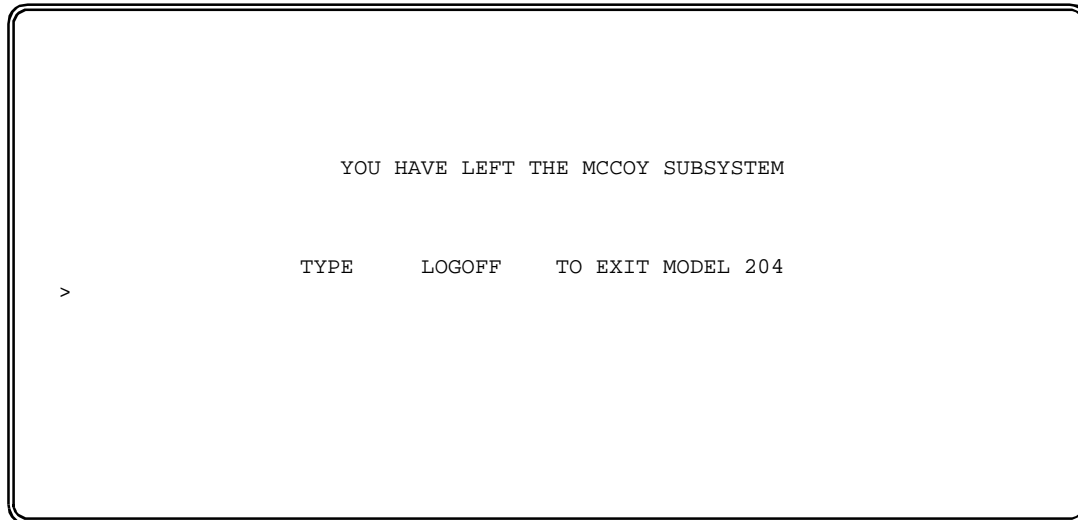 YOU HAVE LEFT THE MCCOY SUBSYSTEM
TYPE LOGOFF TO EXIT MODEL 204
>